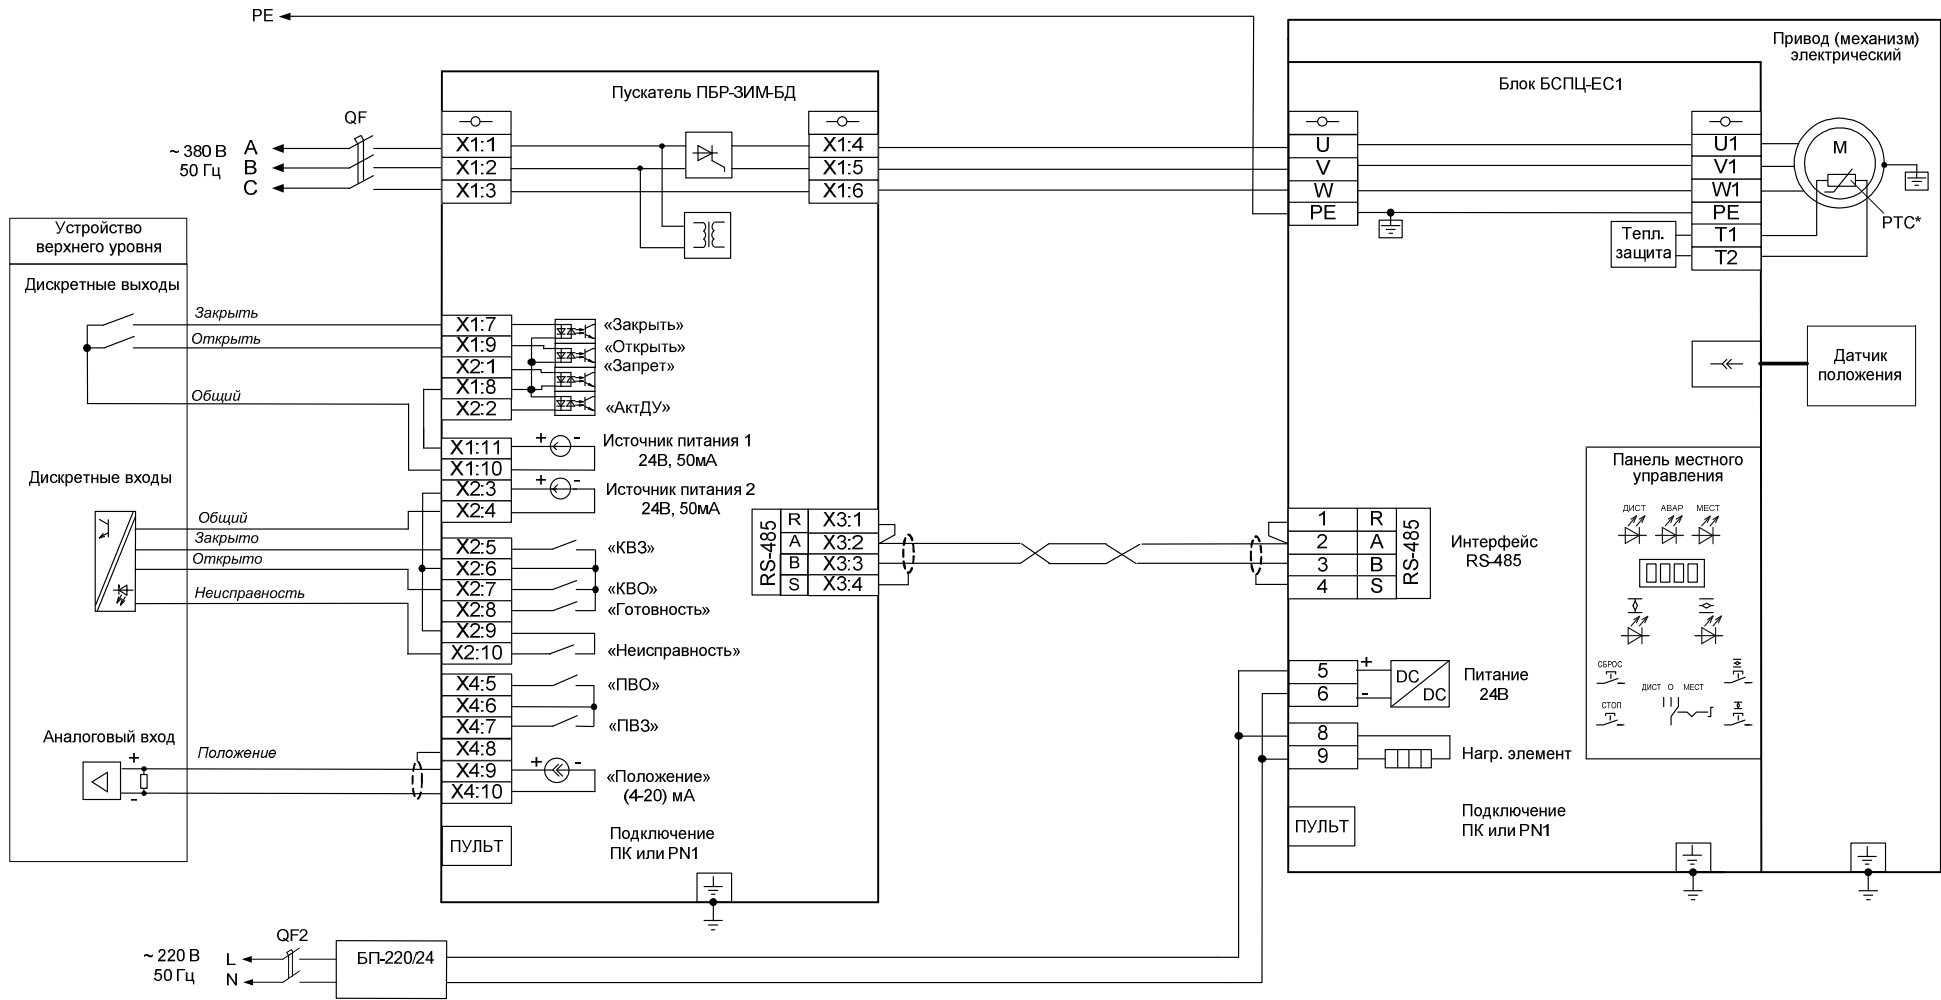 PE
Привод (механизм)
электрический
Пускатель ПБР-ЗИМ-БД
Блок БСПЦ-ЕС1
QF
~ 380 В
50 Гц
A
B
C
X1:1
X1:2
X1:3
X1:4
X1:5
X1:6
U
V
W
PE
U1
V1
W1
PE
T1
T2
M
PTC*
Тепл.
защита
Устройство
верхнего уровня
Дискретные выходы
Закрыть
Открыть
Общий
X1:7
X1:9
X2:1
X1:8
X2:2
«Закрыть»
«Открыть»
«Запрет»
«АктДУ»
X1:11
X1:10
X2:3
X2:4
+
-
Источник питания 1
24В, 50мА
+
-
Источник питания 2
24В, 50мА
Датчик
положения
Дискретные входы
Общий
Закрыто
Открыто
Неисправность
X2:5
X2:6
X2:7
X2:8
X2:9
X2:10
«КВЗ»
«КВО»
«Готовность»
«Неисправность»
RS-485
R
A
B
S
X3:1
X3:2
X3:3
X3:4
1
2
3
4
R
A
B
S
RS-485
Интерфейс
RS-485
Панель местного
управления
ДИСТ
АВАР
МЕСТ
СБРОС
СТОП
ДИСТ О МЕСТ
X4:5
X4:6
X4:7
X4:8
X4:9
X4:10
«ПВО»
«ПВЗ»
+
-
«Положение»
(4-20) мА
Аналоговый вход
+
-
Положение
5
6
+
-
DC
DC
Питание
24В
8
9
Нагр. элемент
ПУЛЬТ
Подключение
ПК или PN1
ПУЛЬТ
Подключение
ПК или PN1
QF2
~ 220 В
50 Гц
L
N
БП-220/24